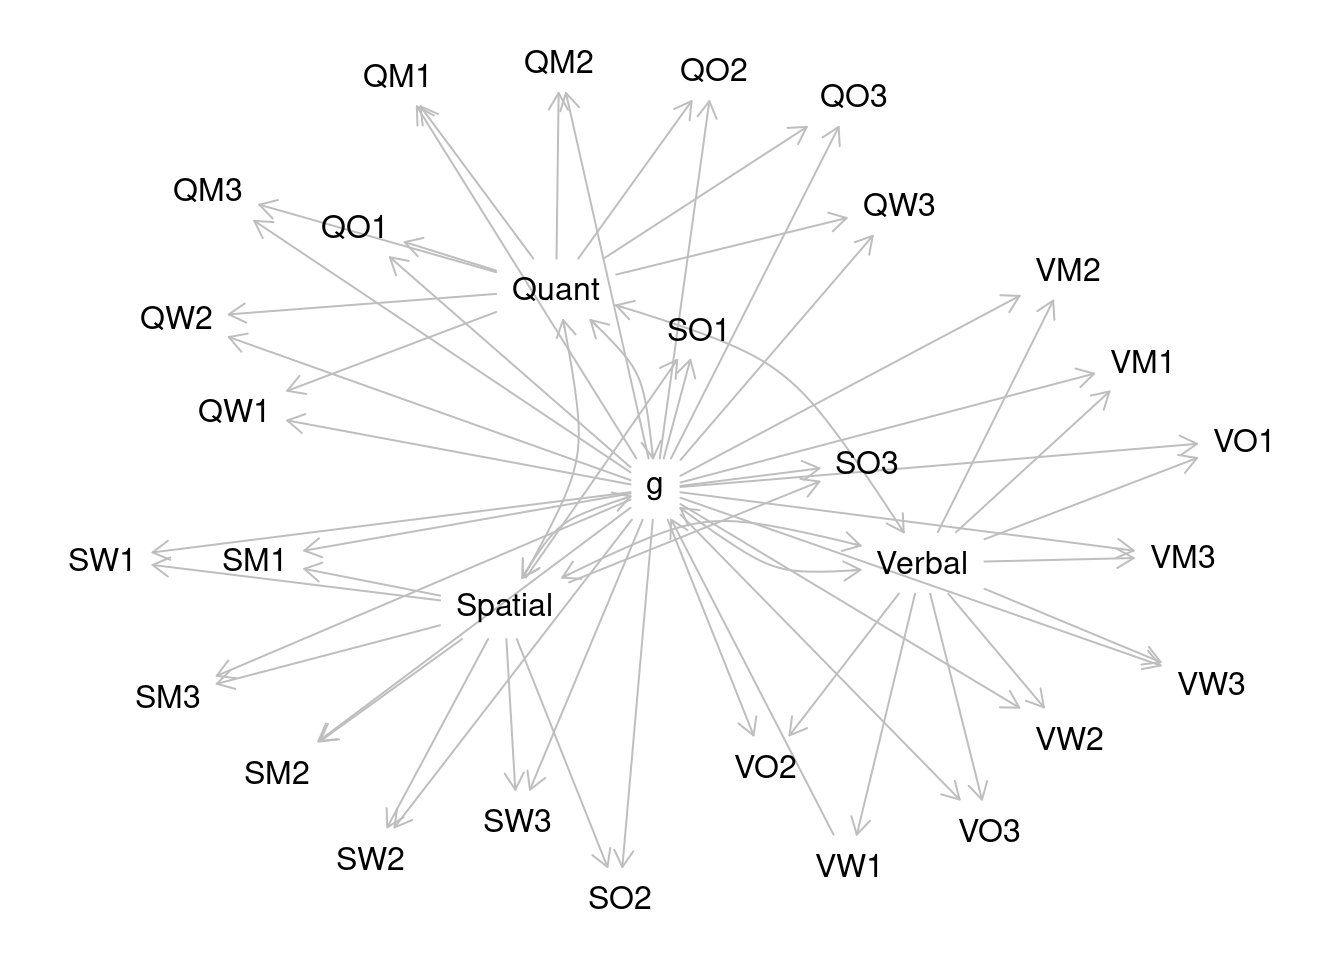 QM2
QO2
QM1
QO3
QM3
QW3
QO1
VM2
Quant
QW2
SO1
VM1
QW1
VO1
SO3
g
VM3
SW1
SM1
Verbal
Spatial
VW3
SM3
VW2
VO2
SM2
SW3
VO3
SW2
VW1
SO2